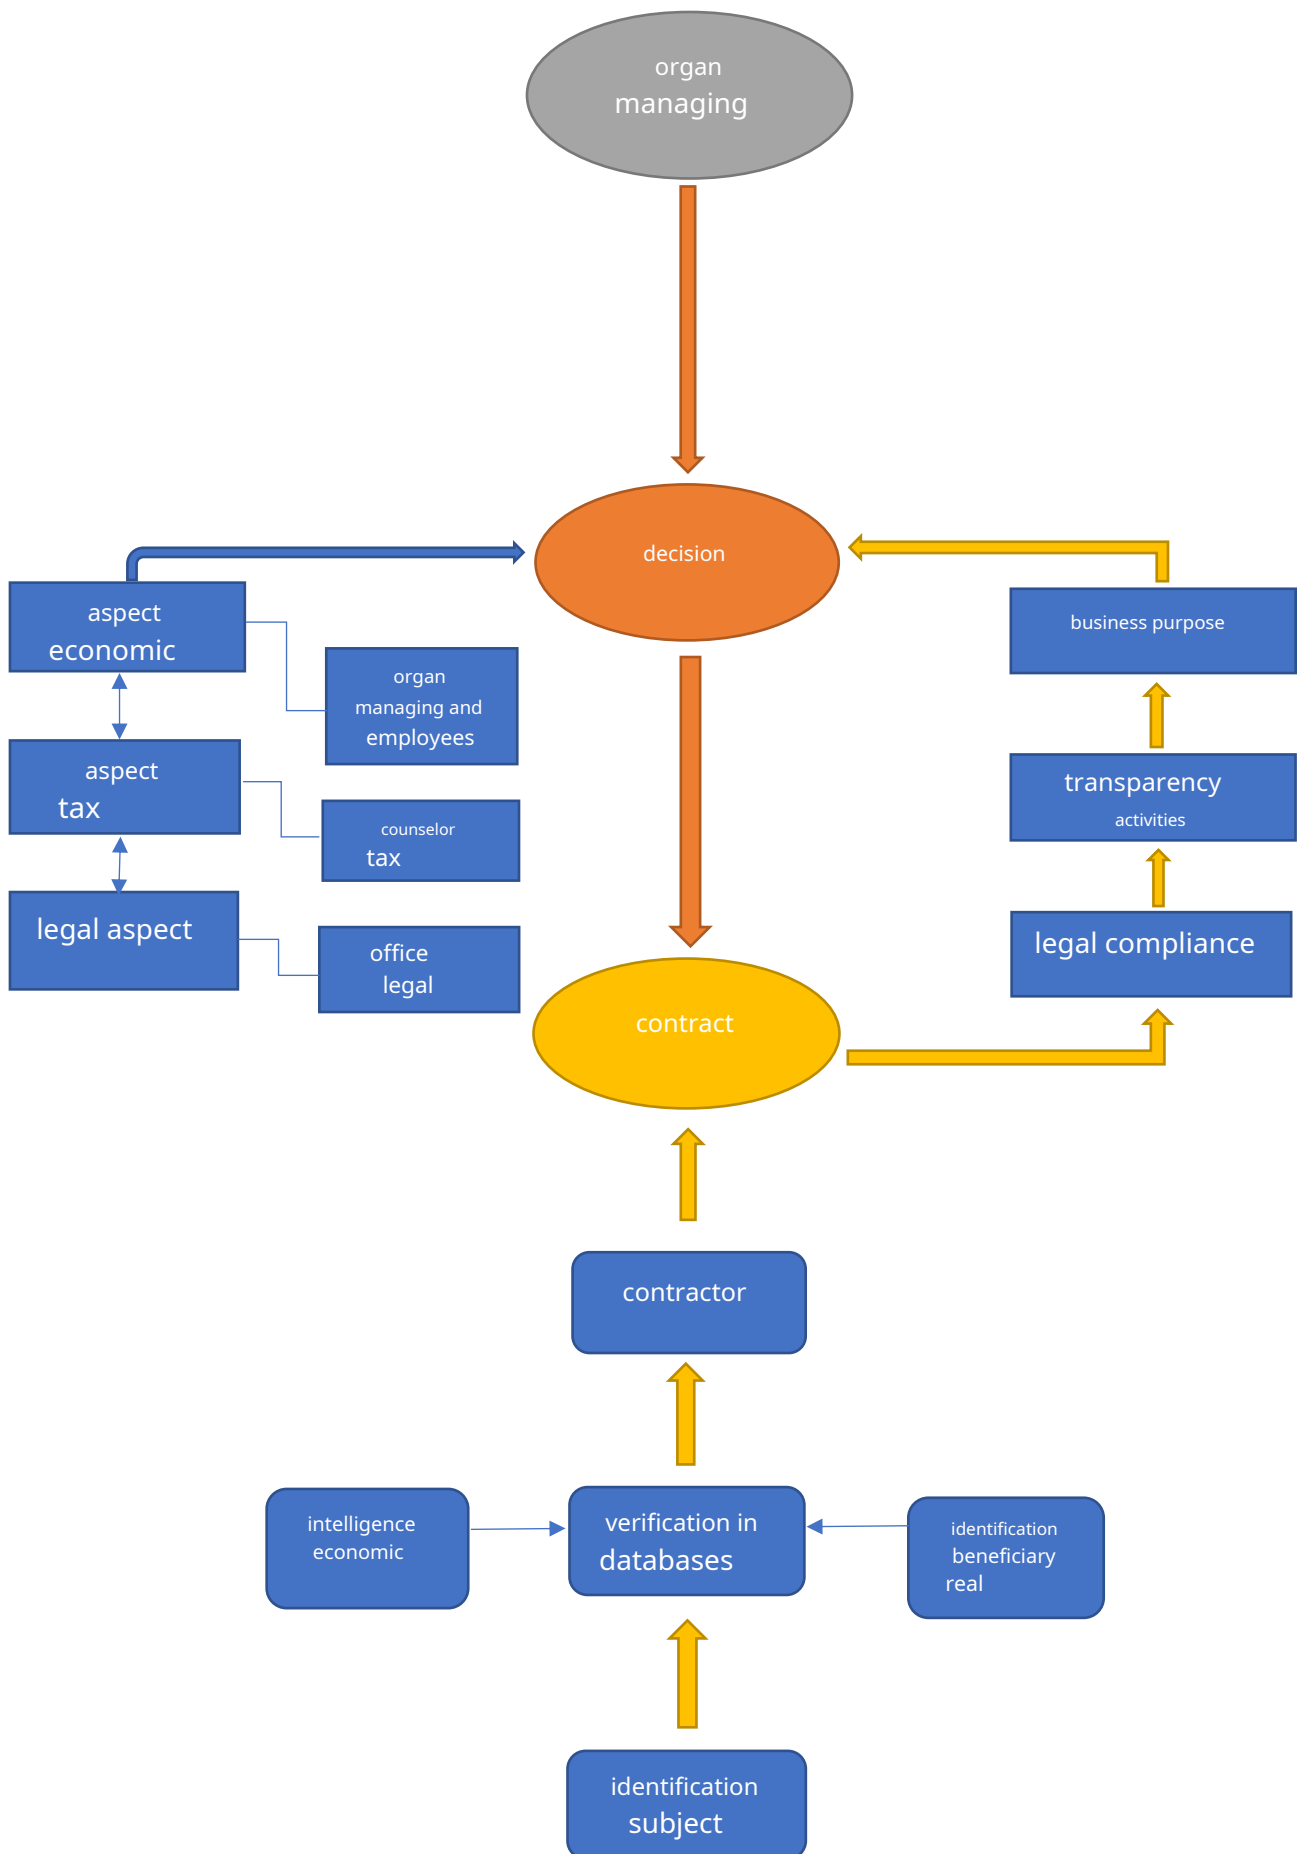 organ
managing
decision
aspect
economic
organ
managing and
employees
aspect
tax
counselor
tax
legal aspect
office
legal
business purpose
transparency
activities
legal compliance
contract
contractor
intelligence
economic
verification in
databases
identification
beneficiary
real
identification
subject